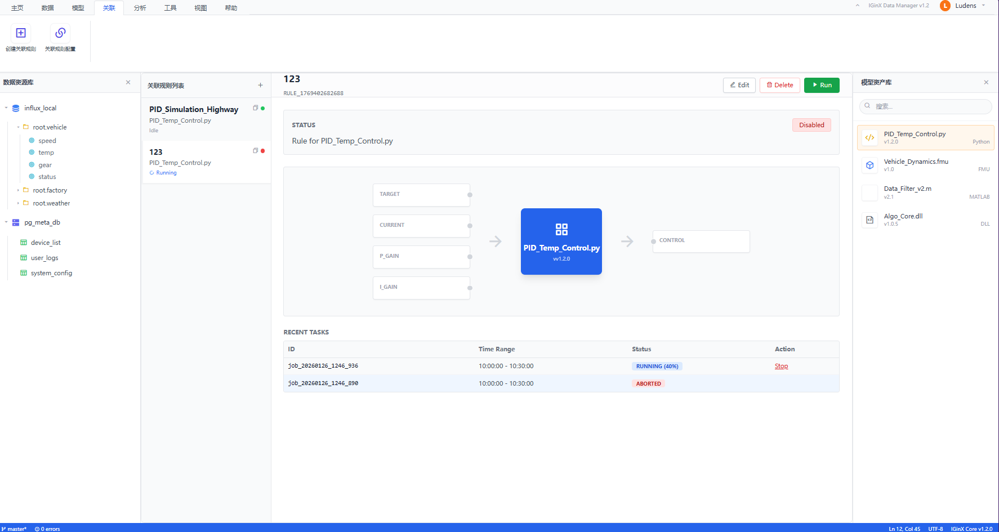 主页 数据 模型 关联 分析 工具 视图 帮助 IGinX Data Manager v1.2 L Ludens
创建关联规则 关联规则配置
数据资源库
influx_local
root.vehicle
speed
temp
gear
status
root.factory
root.weather
pg_meta_db
device_list
user_logs
system_config
关联规则列表
PID_Simulation_Highway
PID_Temp_Control.py
Idle
123
PID_Temp_Control.py
Running
123
RULE_1769402682688
Edit Delete Run
STATUS
Disabled
Rule for PID_Temp_Control.py
TARGET
CURRENT
P_GAIN
I_GAIN
PID_Temp_Control.py
vv1.2.0
CONTROL
RECENT TASKS
ID Time Range Status Action
job_20260126_1246_936 10:00:00 - 10:30:00 RUNNING (40%) Stop
job_20260126_1246_890 10:00:00 - 10:30:00 ABORTED
模型资产库
搜索...
PID_Temp_Control.py
v1.2.0 Python
Vehicle_Dynamics.fmu
v1.0 FMU
Data_Filter_v2.m
v2.1 MATLAB
Algo_Core.dll
v1.0.5 DLL
master* 0 errors Ln 12, Col 45 UTF-8 IGinX Core v1.2.0